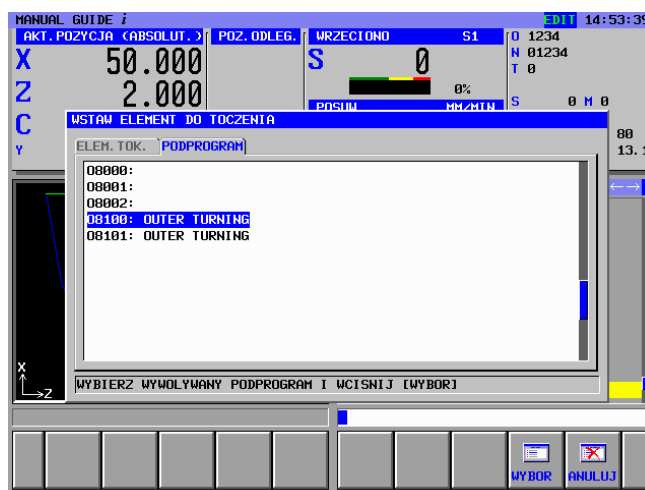 MANUAL GUIDE i EDIT 14:53:39
AKT.POZYCJA (ABSOLUT.) POZ.ODLEG. WRZECIONO S1 O 1234
X 50.000 S 0 N 01234
T 0
Z 2.000 0% S 0 M 0
POSUW MM/MIN
C 80
Y 13.1
WSTAW ELEMENT DO TOCZENIA
ELEM.TOK. PODPROGRAM
O8000:
O8001:
O8002:
O8100: OUTER TURNING
O8101: OUTER TURNING
X
Z
WYBIERZ WYWOLYWANY PODPROGRAM I WCISNIJ [WYBOR]
WYBOR ANULUJ